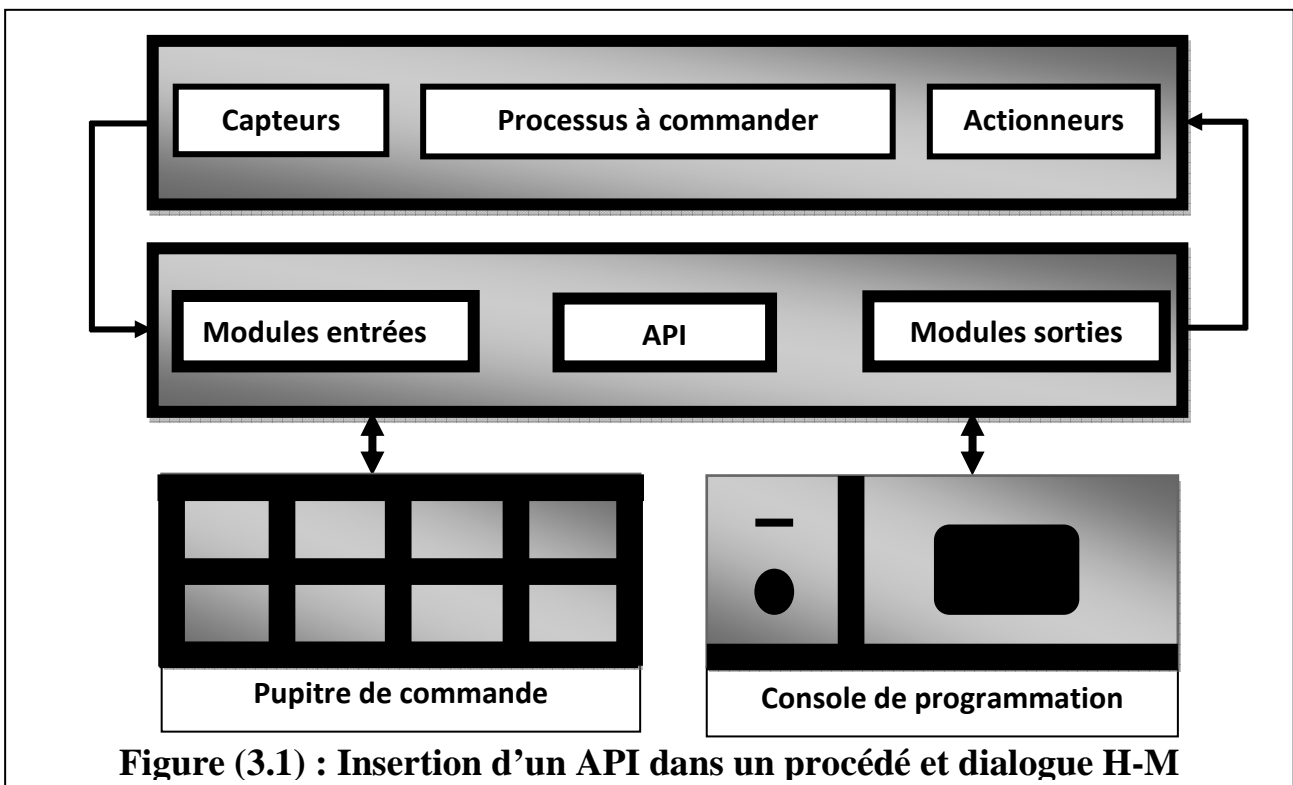 Capteurs
Processus à commander
Actionneurs
Modules entrées
API
Modules sorties
Pupitre de commande
Console de programmation
Figure (3.1) : Insertion d’un API dans un procédé et dialogue H-M